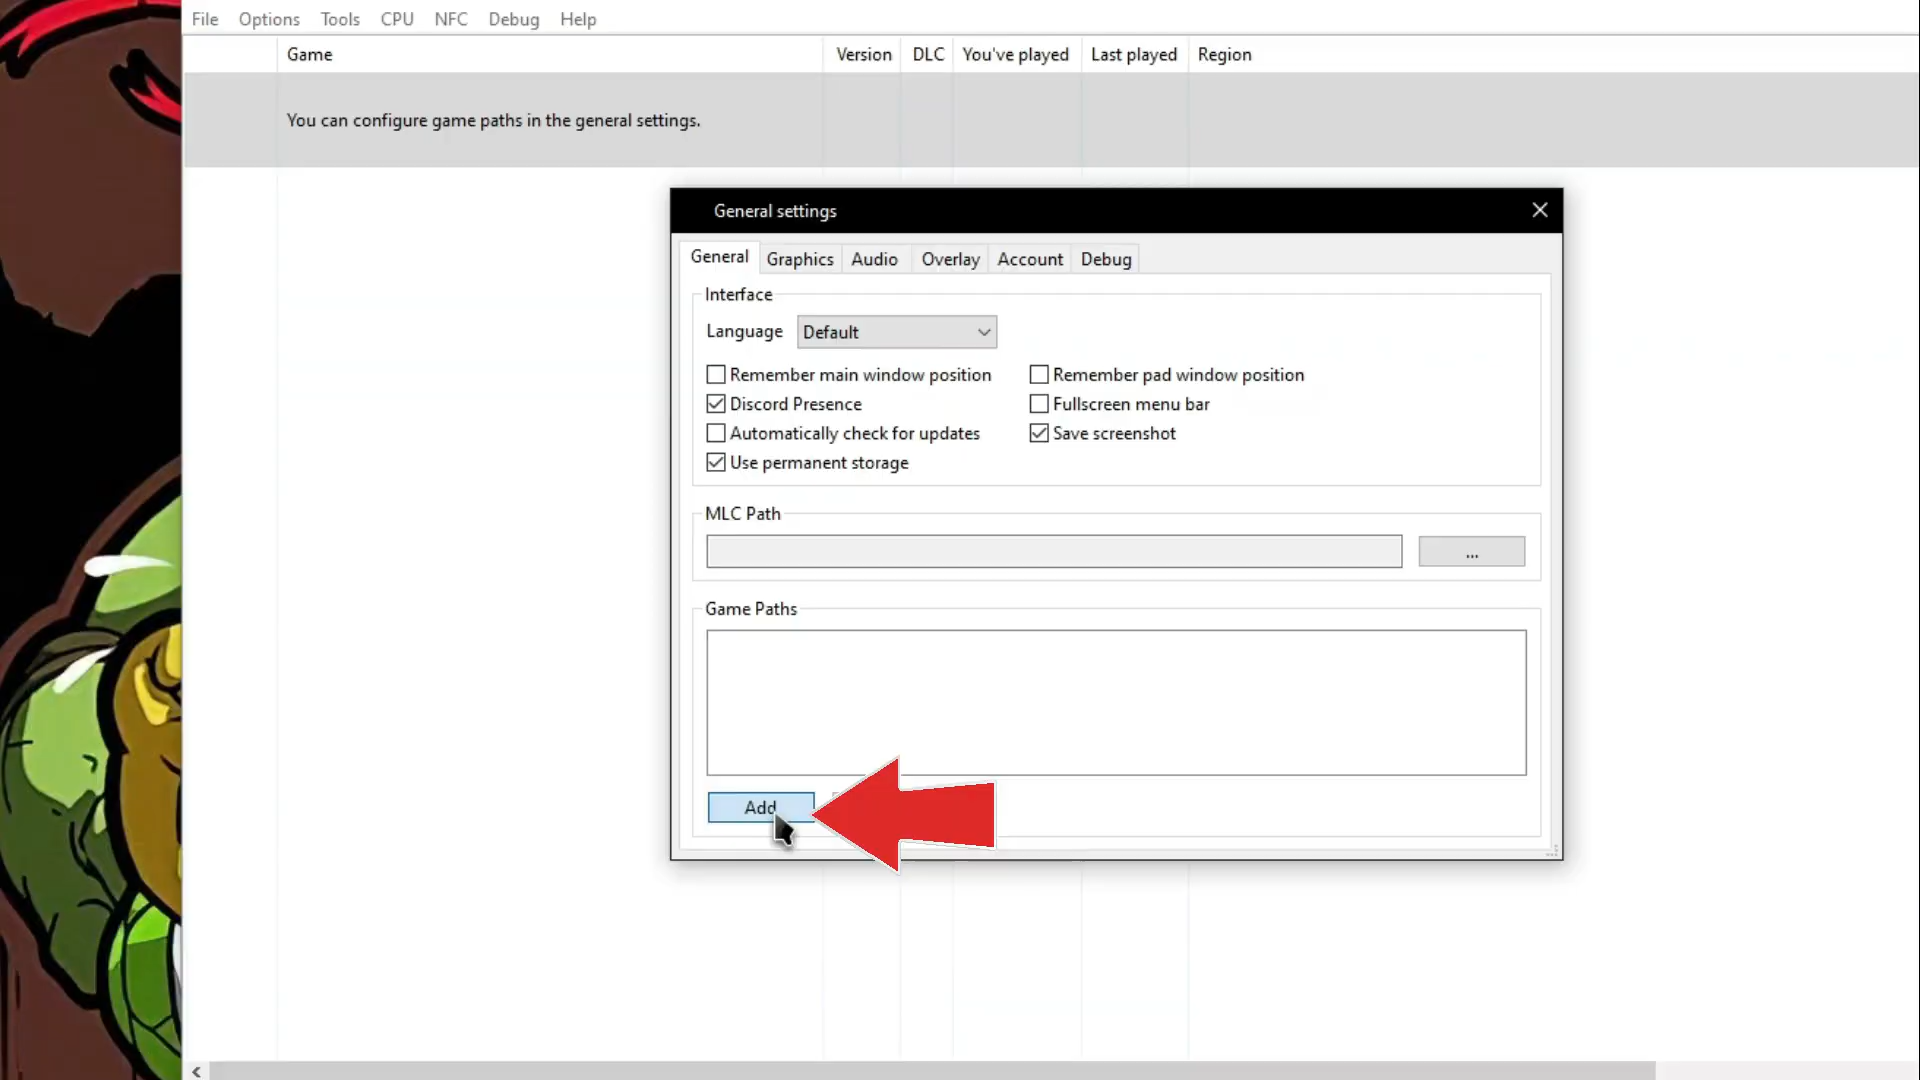 File Options Tools CPU NFC Debug Help
Game Version DLC You've played Last played Region
You can configure game paths in the general settings.
General settings
General Graphics Audio Overlay Account Debug
Interface
Language Default
Remember main window position Remember pad window position
Discord Presence Fullscreen menu bar
Automatically check for updates Save screenshot
Use permanent storage
MLC Path
...
Game Paths
Add